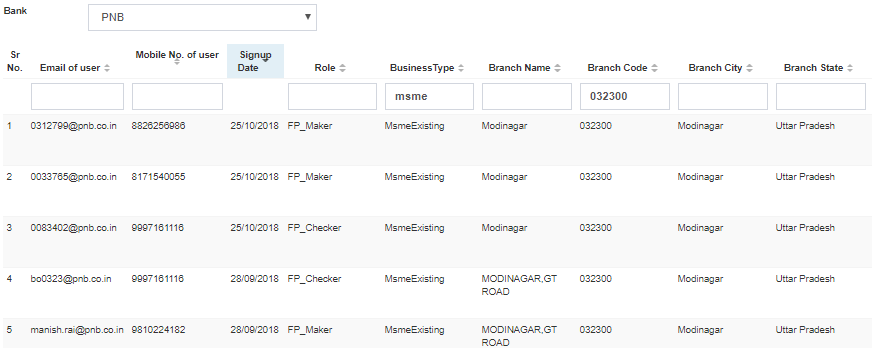 Bank PNB
Sr No. Email of user Mobile No. of user Signup Date Role BusinessType Branch Name Branch Code Branch City Branch State
msme 032300
1 0312799@pnb.co.in 8826256986 25/10/2018 FP_Maker MsmeExisting Modinagar 032300 Modinagar Uttar Pradesh
2 0033765@pnb.co.in 8171540055 25/10/2018 FP_Maker MsmeExisting Modinagar 032300 Modinagar Uttar Pradesh
3 0083402@pnb.co.in 9997161116 25/10/2018 FP_Checker MsmeExisting Modinagar 032300 Modinagar Uttar Pradesh
4 bo0323@pnb.co.in 9997161116 28/09/2018 FP_Checker MsmeExisting MODINAGAR,GT ROAD 032300 Modinagar Uttar Pradesh
5 manish.rai@pnb.co.in 9810224182 28/09/2018 FP_Maker MsmeExisting MODINAGAR,GT ROAD 032300 Modinagar Uttar Pradesh